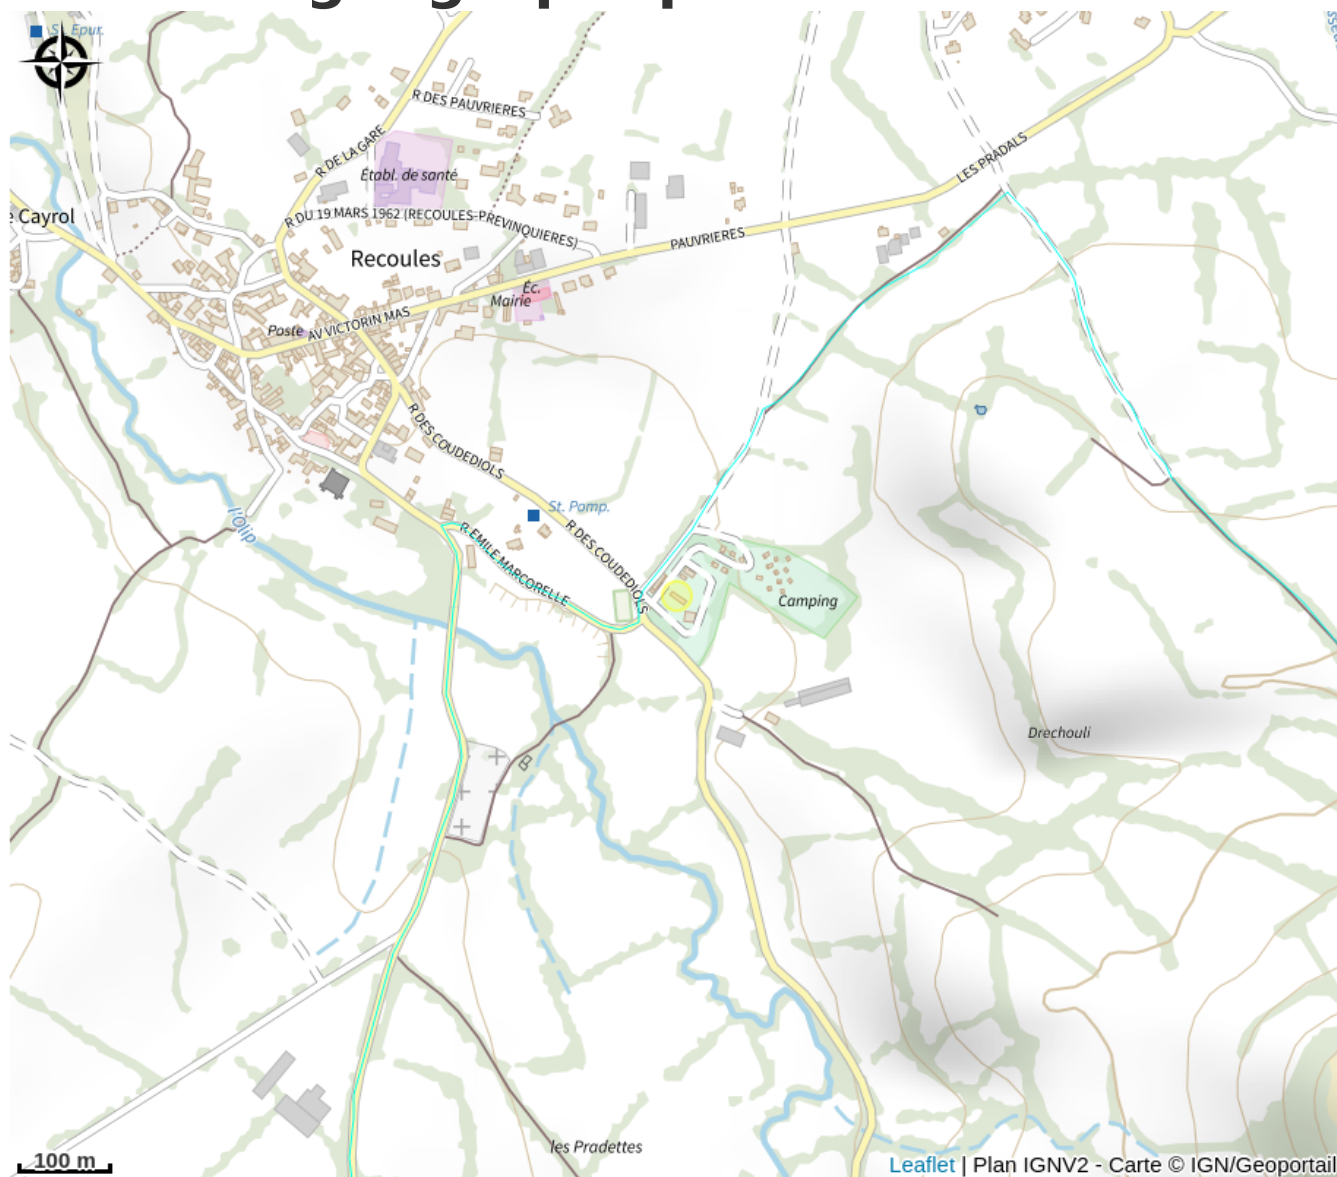 St. Epur.
R DES PAUVRIERES
R DE LA GARE
Établ. de santé
LES PRADALS
e Cayrol
R DU 19 MARS 1962 (RECOULES-PREVINQUIERES)
PAUVRIERES
Recoules
Éc.
Mairie
Poste
AV VICTORIN MAS
R DES COUDEDIOLS
St. Pomp.
l'Olip
R EMILE MARCORELLE
R DES COUDEDIOLS
Camping
Drechouli
les Pradettes
100 m
Leaflet | Plan IGNV2 - Carte © IGN/Geoportail